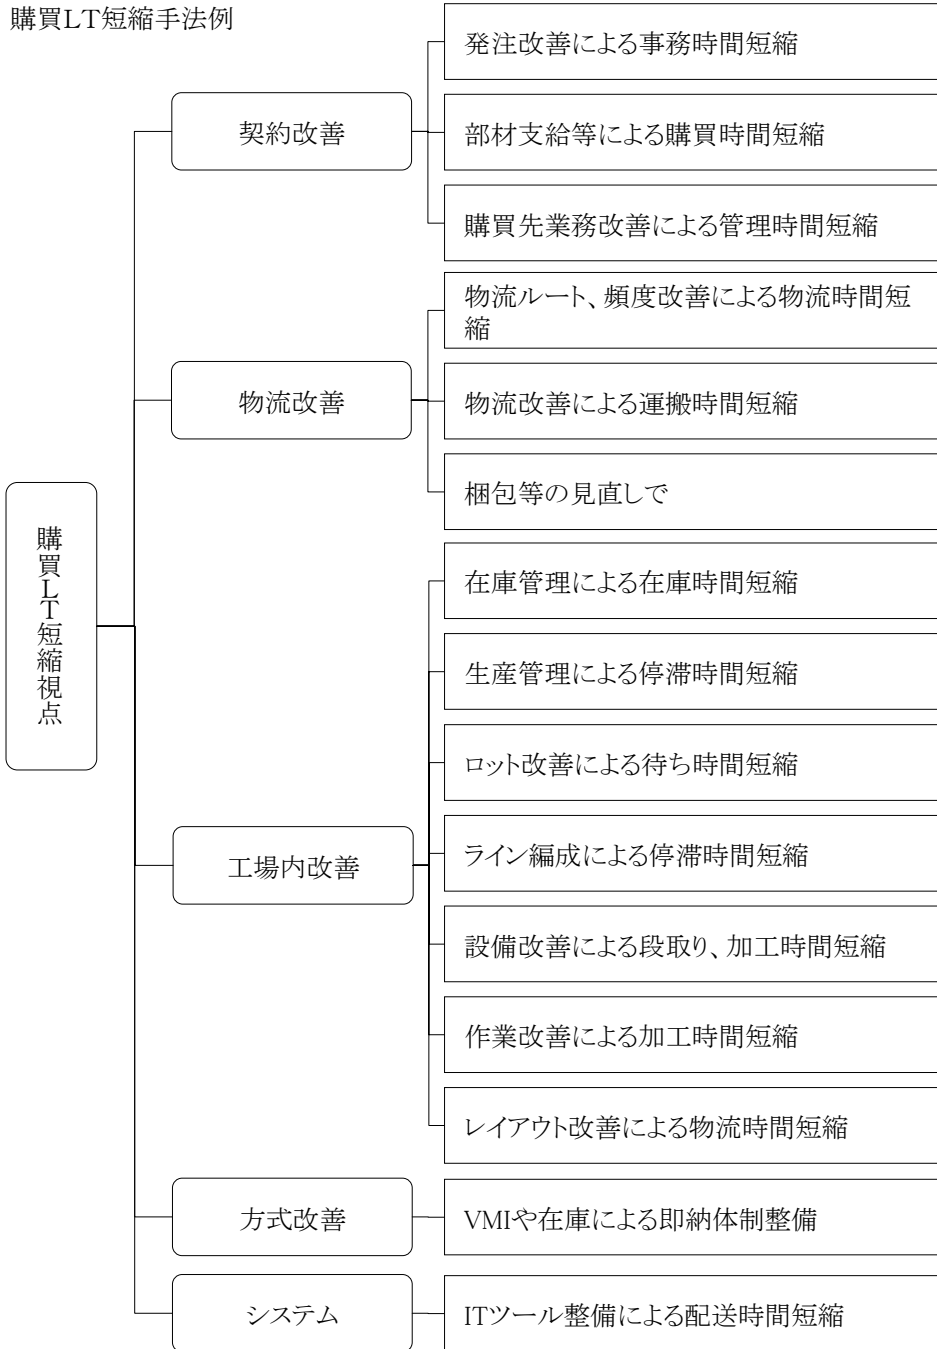 購買LT短縮手法例
購買LT短縮視点
契約改善
発注改善による事務時間短縮
部材支給等による購買時間短縮
購買先業務改善による管理時間短縮
物流改善
物流ルート、頻度改善による物流時間短
縮
物流改善による運搬時間短縮
梱包等の見直しで
工場内改善
在庫管理による在庫時間短縮
生産管理による停滞時間短縮
ロット改善による待ち時間短縮
ライン編成による停滞時間短縮
設備改善による段取り、加工時間短縮
作業改善による加工時間短縮
レイアウト改善による物流時間短縮
方式改善
VMIや在庫による即納体制整備
システム
ITツール整備による配送時間短縮